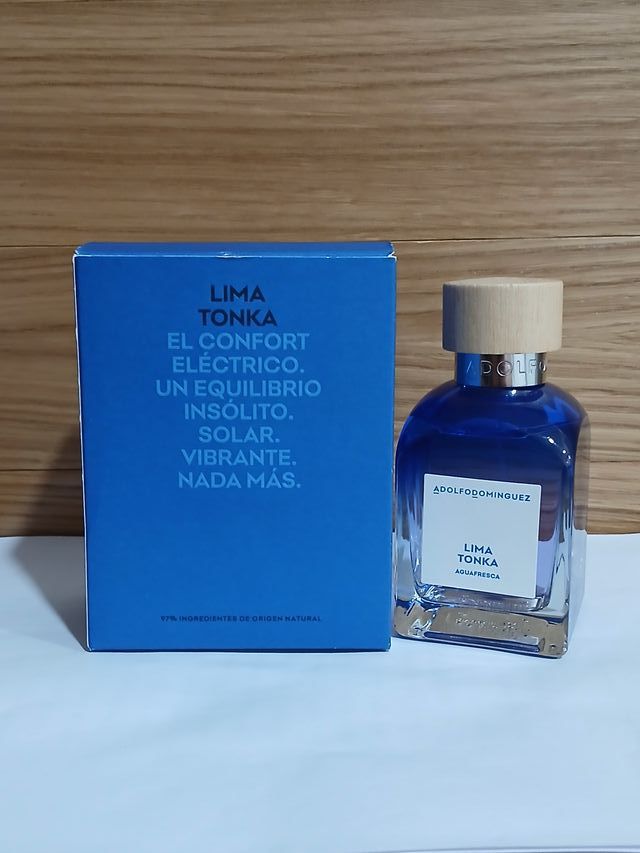 LIMA
TONKA
EL CONFORT
ELÉCTRICO.
UN EQUILIBRIO
INSÓLITO.
SOLAR.
VIBRANTE.
NADA MÁS.
97% INGREDIENTES DE ORIGEN NATURAL
ADOLFO
ADOLFODOMINGUEZ
LIMA
TONKA
AGUAFRESCA